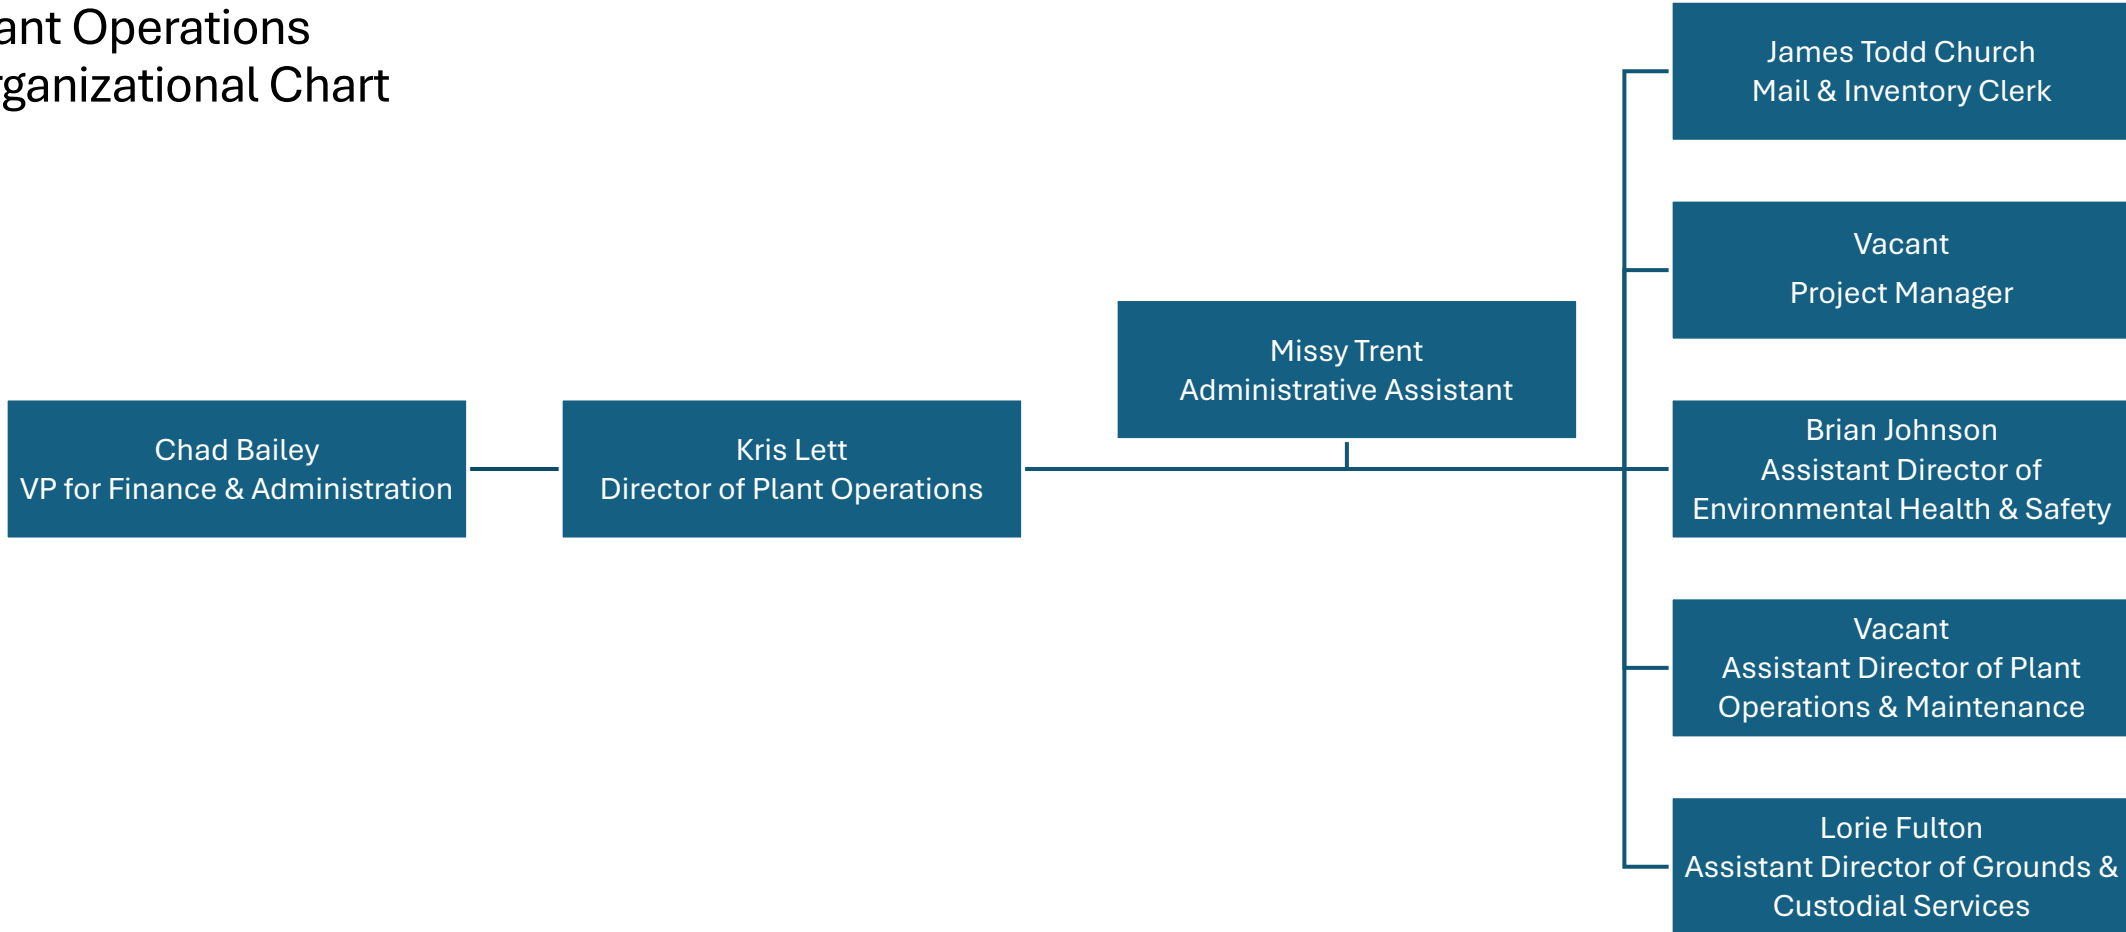 ant Operations
ganizational Chart
James Todd Church
Mail & Inventory Clerk
Vacant
Project Manager
Missy Trent
Administrative Assistant
Chad Bailey
VP for Finance & Administration
Kris Lett
Director of Plant Operations
Brian Johnson
Assistant Director of
Environmental Health & Safety
Vacant
Assistant Director of Plant
Operations & Maintenance
Lorie Fulton
Assistant Director of Grounds &
Custodial Services